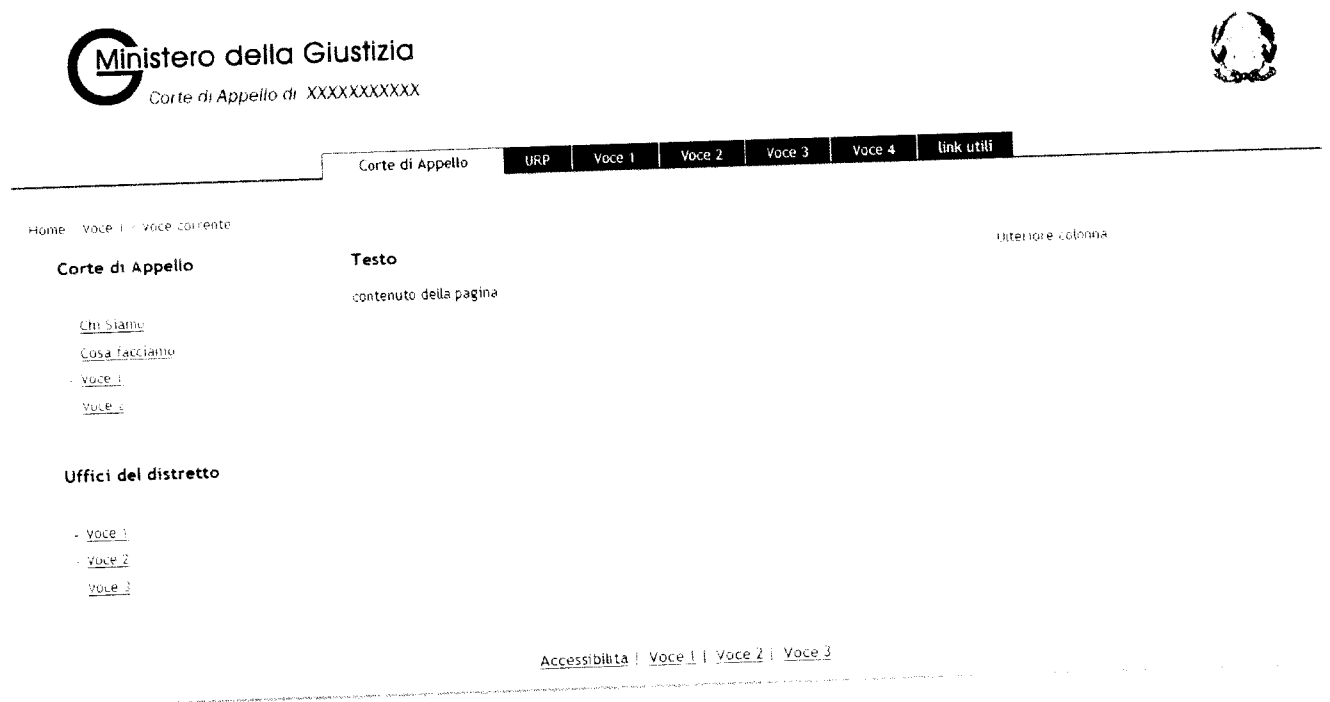 Ministero della Giustizia
Corte di Appello di XXXXXXXXXXX
Corte di Appello URP Voce 1 Voce 2 Voce 3 Voce 4 link utili
Home Voce 1 - Voce corrente
Ulteriore colonna
Corte di Appello
Testo
contenuto della pagina
Chi Siamo
Cosa facciamo
- Voce 1
Voce 2
Uffici del distretto
- Voce 1
- Voce 2
Voce 3
Accessibilità | Voce 1 | Voce 2 | Voce 3